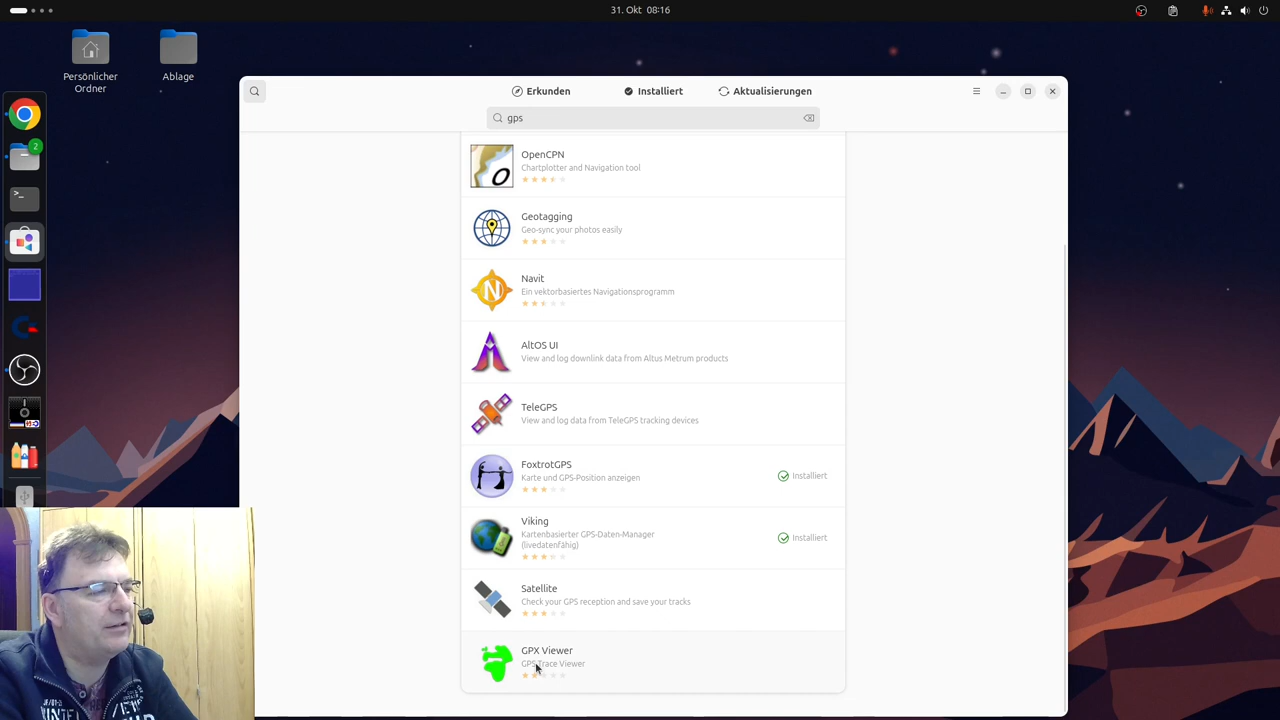 31. Okt 08:16
Persönlicher
Ordner
Ablage
Erkunden
Installiert
Aktualisierungen
gps
2
OpenCPN
Chartplotter and Navigation tool
Geotagging
Geo-sync your photos easily
Navit
Ein vektorbasiertes Navigationsprogramm
AltOS UI
View and log downlink data from Altus Metrum products
TeleGPS
View and log data from TeleGPS tracking devices
FoxtrotGPS
Karte und GPS-Position anzeigen
Installiert
Viking
Kartenbasierter GPS-Daten-Manager
(livedatenfähig)
Installiert
Satellite
Check your GPS reception and save your tracks
GPX Viewer
GPS Trace Viewer